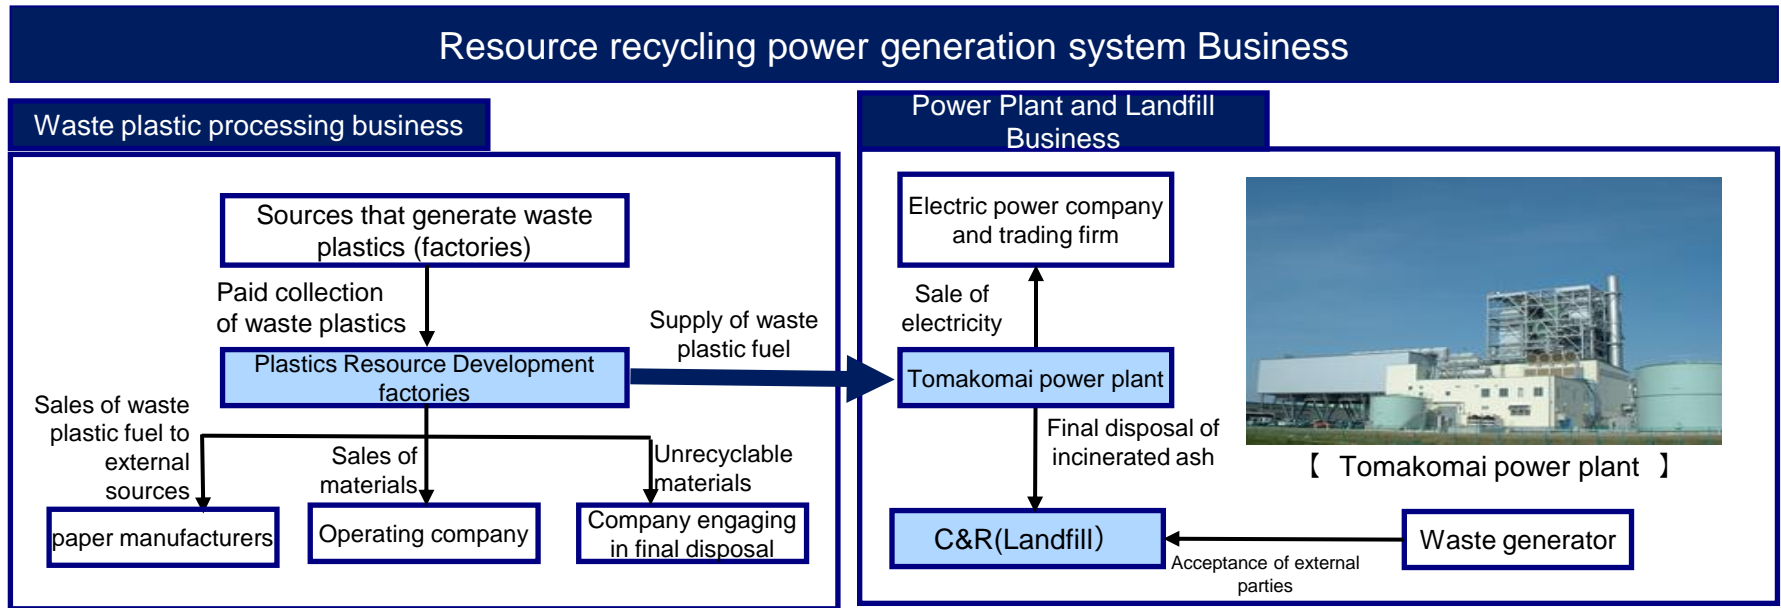 Resource recycling power generation system Business
Waste plastic processing business
Sources that generate waste
plastics (factories)
Paid collection
of waste plastics
Plastics Resource Development
factories
Supply of waste
plastic fuel
Sales of waste
plastic fuel to
external
sources
Sales of
materials
Unrecyclable
materials
paper manufacturers
Operating company
Company engaging
in final disposal
Power Plant and Landfill
Business
Electric power company
and trading firm
Sale of
electricity
Tomakomai power plant
Final disposal of
incinerated ash
【 Tomakomai power plant 】
C&R(Landfill）
Acceptance of external
parties
Waste generator